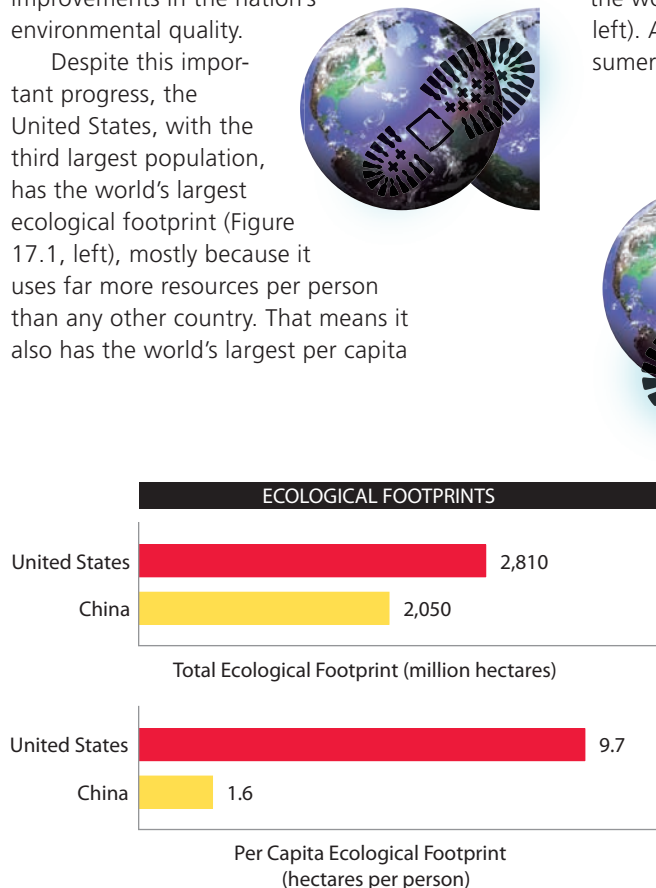 improvements in the nation's
environmental quality.
Despite this impor-
tant progress, the
United States, with the
third largest population,
has the world's largest
ecological footprint (Figure
17.1, left), mostly because it
uses far more resources per person
than any other country. That means it
also has the world's largest per capita
the wo
left). A
sumer
ECOLOGICAL FOOTPRINTS
United States 2,810
China 2,050
Total Ecological Footprint (million hectares)
United States 9.7
China 1.6
Per Capita Ecological Footprint
(hectares per person)